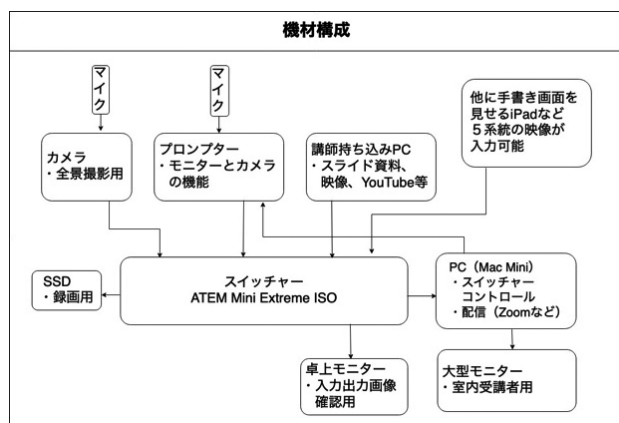 機材構成
マイク
マイク
カメラ
・全景撮影用
プロンプター
・モニターとカメラ
の機能
講師持ち込みPC
・スライド資料、
映像、YouTube等
他に手書き画面を
見せるiPadなど
５系統の映像が
入力可能
SSD
・録画用
スイッチャー
ATEM Mini Extreme ISO
PC（Mac Mini）
・スイッチャー
コントロール
・配信（Zoomなど）
卓上モニター
・入力出力画像
確認用
大型モニター
・室内受講者用